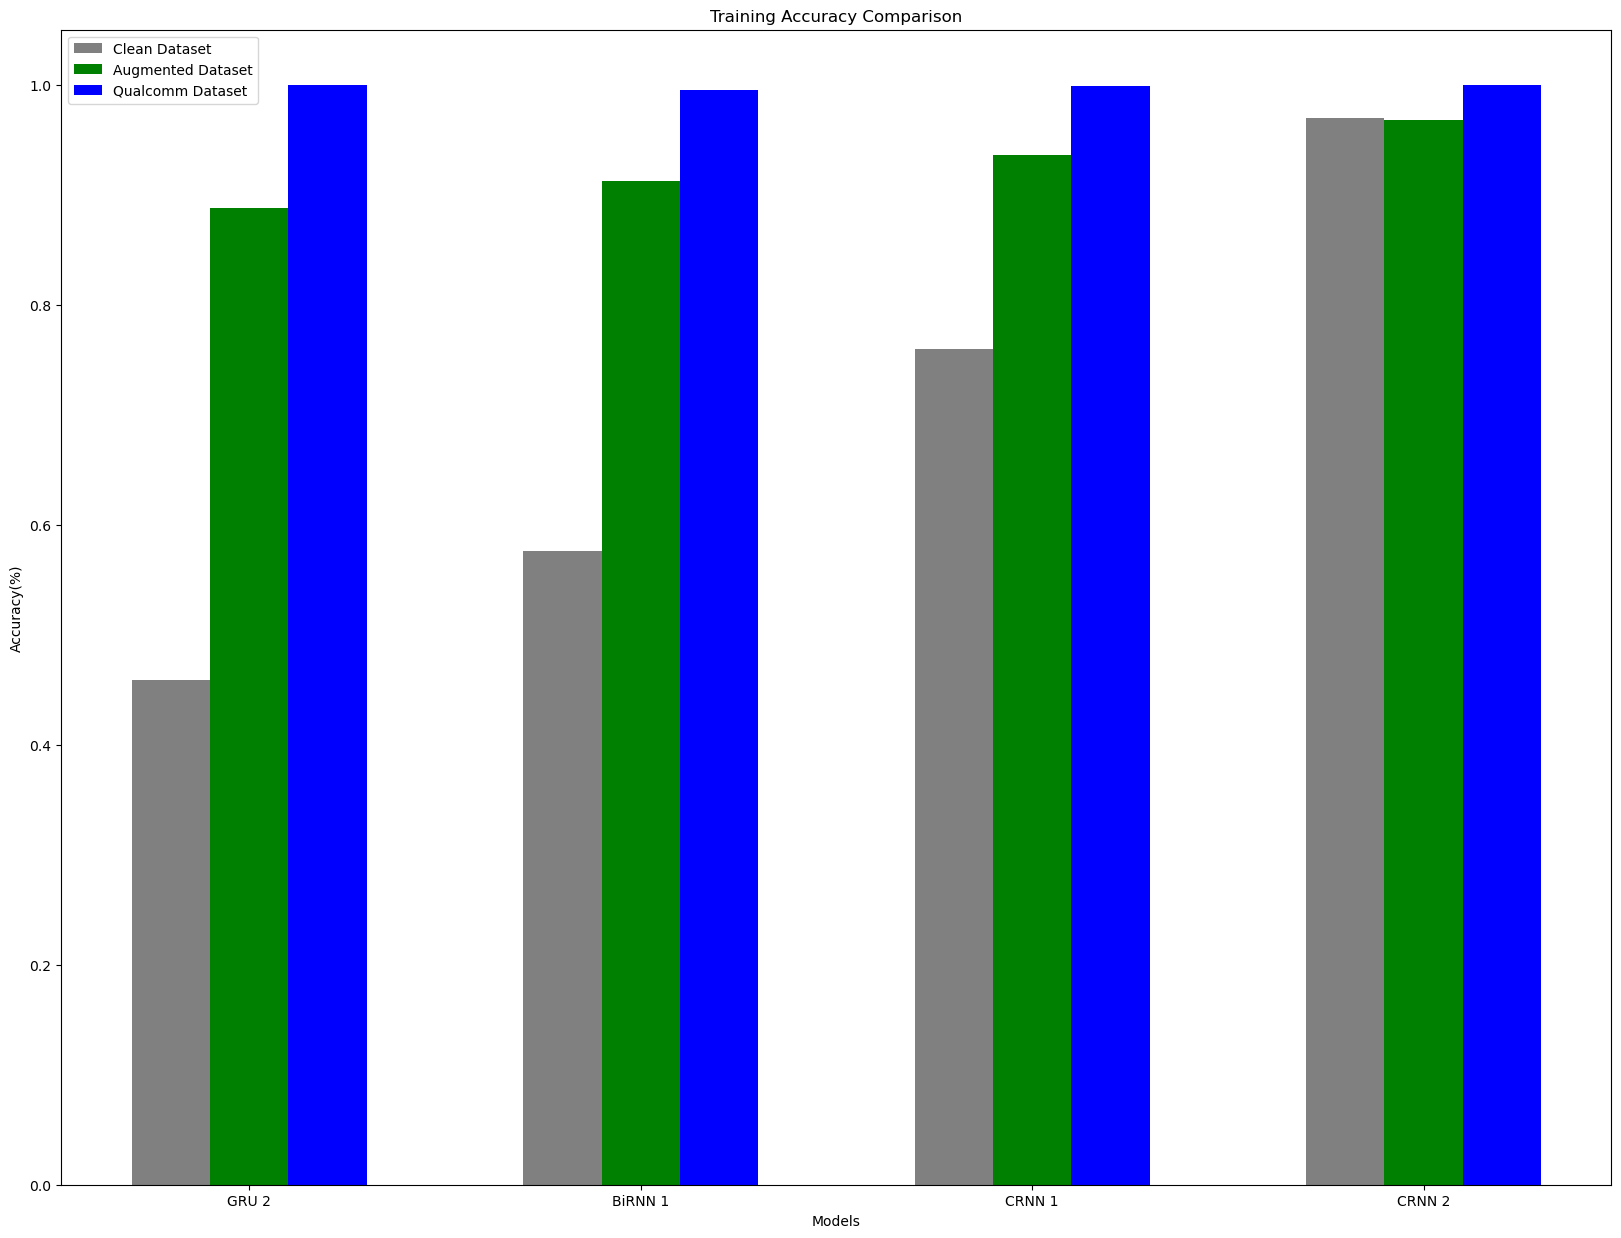 Training Accuracy Comparison
Clean Dataset
Augmented Dataset
Qualcomm Dataset
1.0
0.8
0.6
0.4
0.2
0.0
Accuracy(%)
GRU 2
BiRNN 1
CRNN 1
CRNN 2
Models